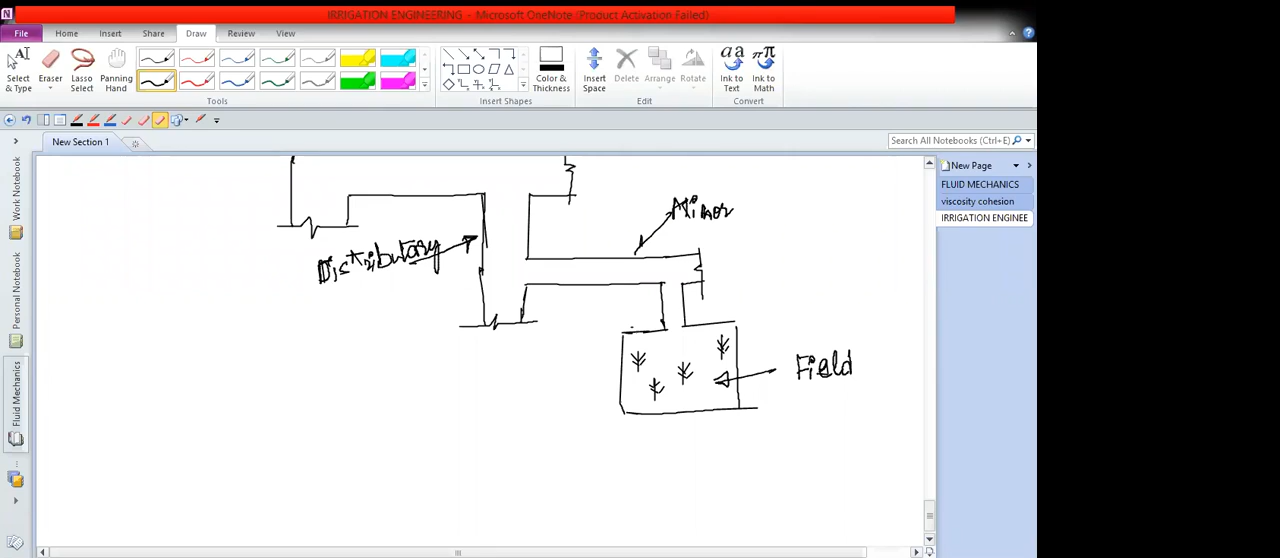 IRRIGATION ENGINEERING - Microsoft OneNote (Product Activation Failed)
File Home Insert Share Draw Review View
Select & Type
Eraser
Lasso Select
Panning Hand
Color & Thickness
Insert Space
Delete
Arrange
Rotate
Ink to Text
Ink to Math
Tools
Insert Shapes
Edit
Convert
New Section 1
Search All Notebooks (Ctrl+E)
New Page
FLUID MECHANICS
viscosity cohesion
IRRIGATION ENGINEE
Work Notebook
Personal Notebook
Fluid Mechanics
Minor
Distributary
Field